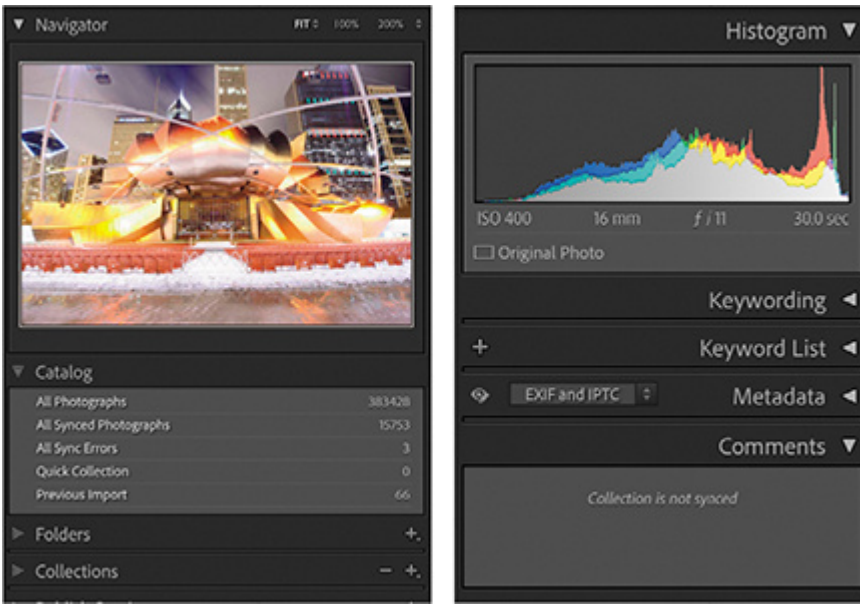 Navigator FIT 100% 200%
Catalog
All Photographs 383428
All Synced Photographs 15753
All Sync Errors 3
Quick Collection 0
Previous Import 66
Folders
Collections
Histogram
ISO 400 16 mm ƒ / 11 30.0 sec
Original Photo
Keywording
Keyword List
EXIF and IPTC Metadata
Comments
Collection is not synced